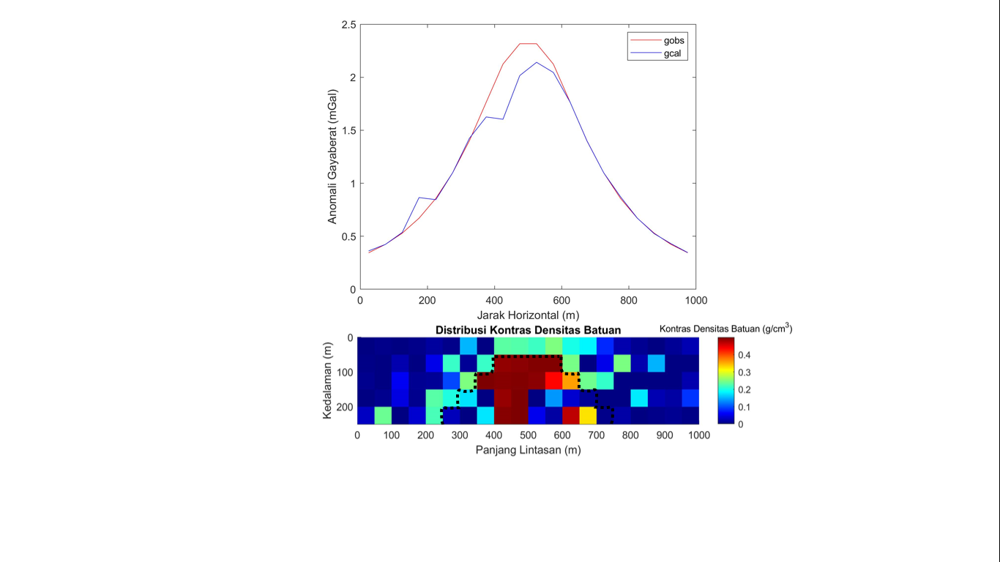 2.5
2
1.5
1
0.5
0
Anomali Gayaberat (mGal)
gobs
gcal
0 200 400 600 800 1000
Jarak Horizontal (m)
Distribusi Kontras Densitas Batuan
Kontras Densitas Batuan (g/cm³)
0
100
200
Kedalaman (m)
0.4
0.3
0.2
0.1
0
0 100 200 300 400 500 600 700 800 900 1000
Panjang Lintasan (m)